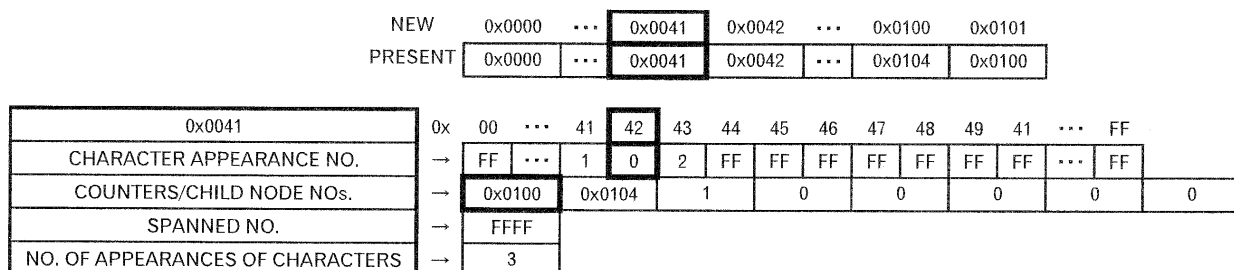 NEW 0x0000 ··· 0x0041 0x0042 ··· 0x0100 0x0101
PRESENT 0x0000 ··· 0x0041 0x0042 ··· 0x0104 0x0100
0x0041 0x 00 ··· 41 42 43 44 45 46 47 48 49 41 ··· FF
CHARACTER APPEARANCE NO. → FF ··· 1 0 2 FF FF FF FF FF FF FF ··· FF
COUNTERS/CHILD NODE NOs. → 0x0100 0x0104 1 0 0 0 0 0
SPANNED NO. → FFFF
NO. OF APPEARANCES OF CHARACTERS → 3